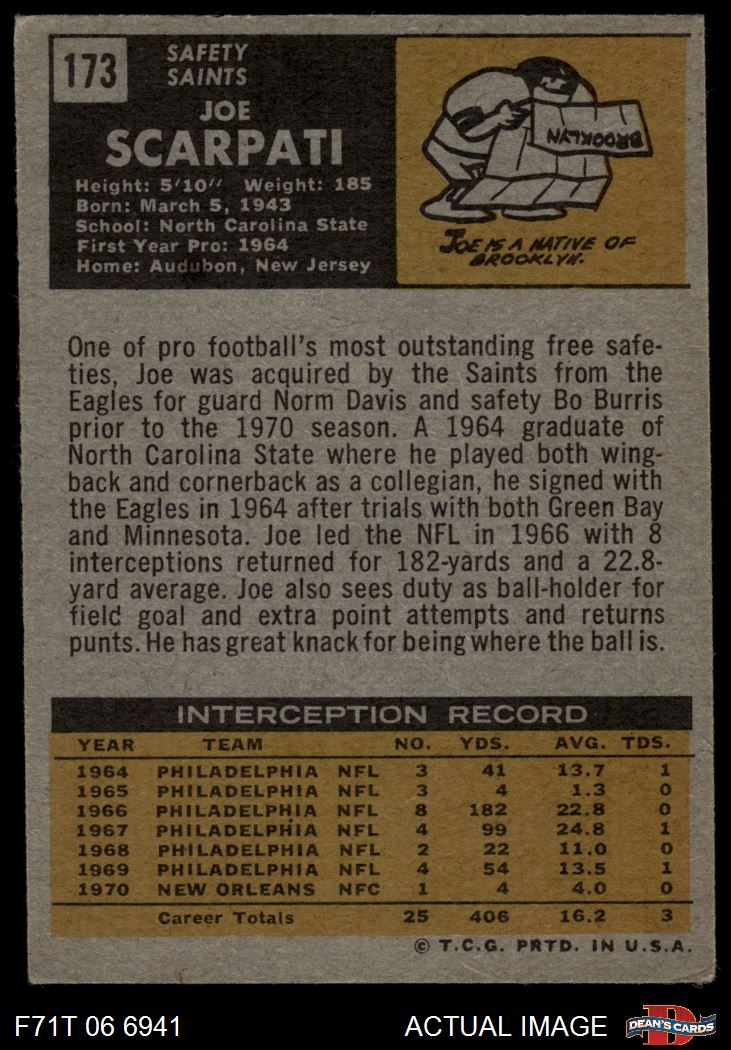 173
SAFETY
SAINTS
JOE
SCARPATI
Height: 5'10" Weight: 185
Born: March 5, 1943
School: North Carolina State
First Year Pro: 1964
Home: Audubon, New Jersey
BROOKLYN
JOE IS A NATIVE OF
BROOKLYN.
One of pro football's most outstanding free safe-
ties, Joe was acquired by the Saints from the
Eagles for guard Norm Davis and safety Bo Burris
prior to the 1970 season. A 1964 graduate of
North Carolina State where he played both wing-
back and cornerback as a collegian, he signed with
the Eagles in 1964 after trials with both Green Bay
and Minnesota. Joe led the NFL in 1966 with 8
interceptions returned for 182-yards and a 22.8-
yard average. Joe also sees duty as ball-holder for
field goal and extra point attempts and returns
punts. He has great knack for being where the ball is.
INTERCEPTION RECORD
YEAR TEAM NO. YDS. AVG. TDS.
1964 PHILADELPHIA NFL 3 41 13.7 1
1965 PHILADELPHIA NFL 3 4 1.3 0
1966 PHILADELPHIA NFL 8 182 22.8 0
1967 PHILADELPHIA NFL 4 99 24.8 1
1968 PHILADELPHIA NFL 2 22 11.0 0
1969 PHILADELPHIA NFL 4 54 13.5 1
1970 NEW ORLEANS NFC 1 4 4.0 0
Career Totals 25 406 16.2 3
© T.C.G. PRTD. IN U.S.A.
F71T 06 6941 ACTUAL IMAGE
D
DEAN'S CARDS